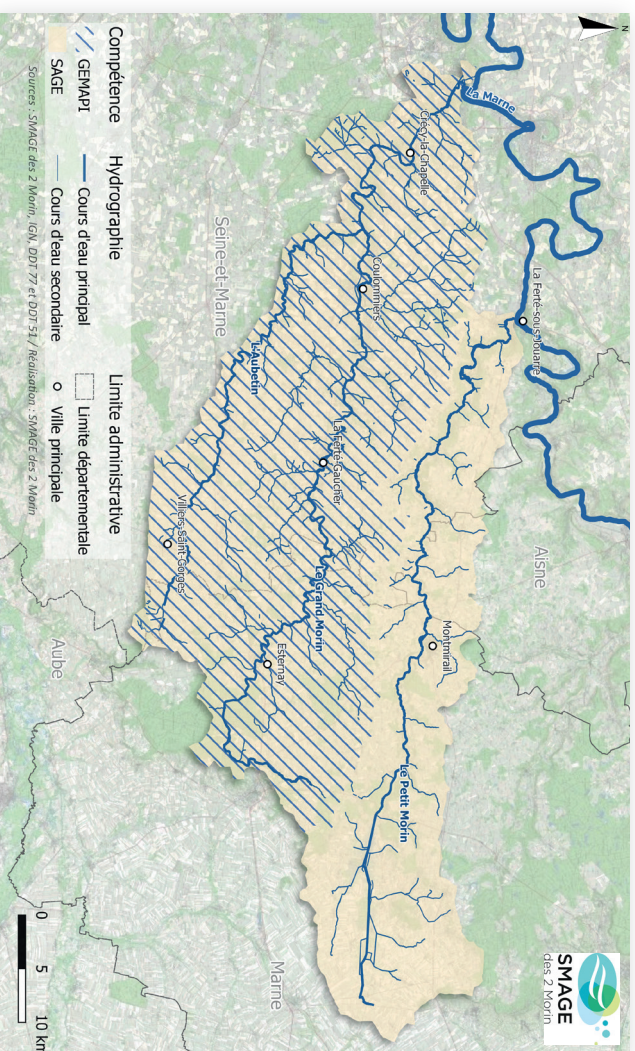 N
La Marne
Crécy-la-Chapelle
La Ferté-sous-Jouarre
Coulommiers
Aisne
Seine-et-Marne
L'Aubetin
La Ferté-Gaucher
Villiers-Saint-Georges
Le Grand Morin
Montmirail
Esternay
Aube
Le Petit Morin
Marne
SMAGE
des 2 Morin
Compétence
GEMAPI
SAGE
Hydrographie
Cours d'eau principal
Cours d'eau secondaire
Limite administrative
Limite départementale
Ville principale
0 5 10 km
Sources : SMAGE des 2 Morin, IGN, DDT 77 et DDT 51 / Réalisation : SMAGE des 2 Morin